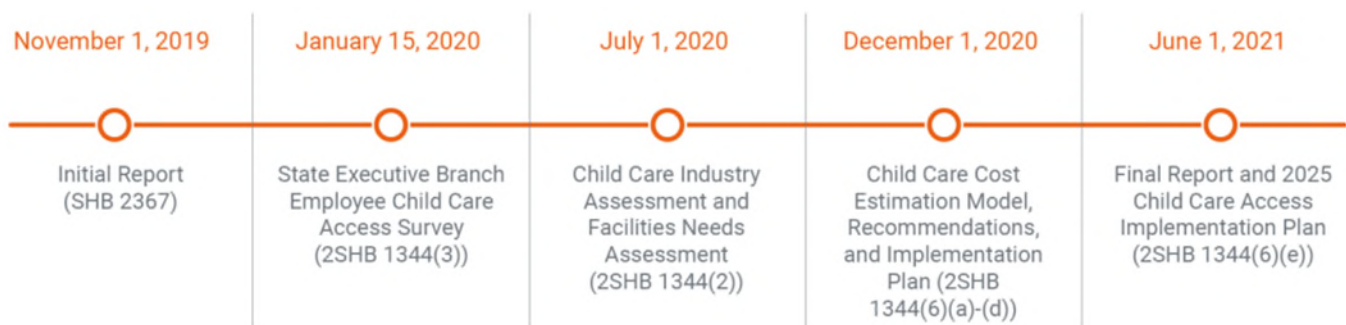 November 1, 2019
Initial Report
(SHB 2367)
January 15, 2020
State Executive Branch
Employee Child Care
Access Survey
(2SHB 1344(3))
July 1, 2020
Child Care Industry
Assessment and
Facilities Needs
Assessment
(2SHB 1344(2))
December 1, 2020
Child Care Cost
Estimation Model,
Recommendations,
and Implementation
Plan (2SHB
1344(6)(a)-(d))
June 1, 2021
Final Report and 2025
Child Care Access
Implementation Plan
(2SHB 1344(6)(e))